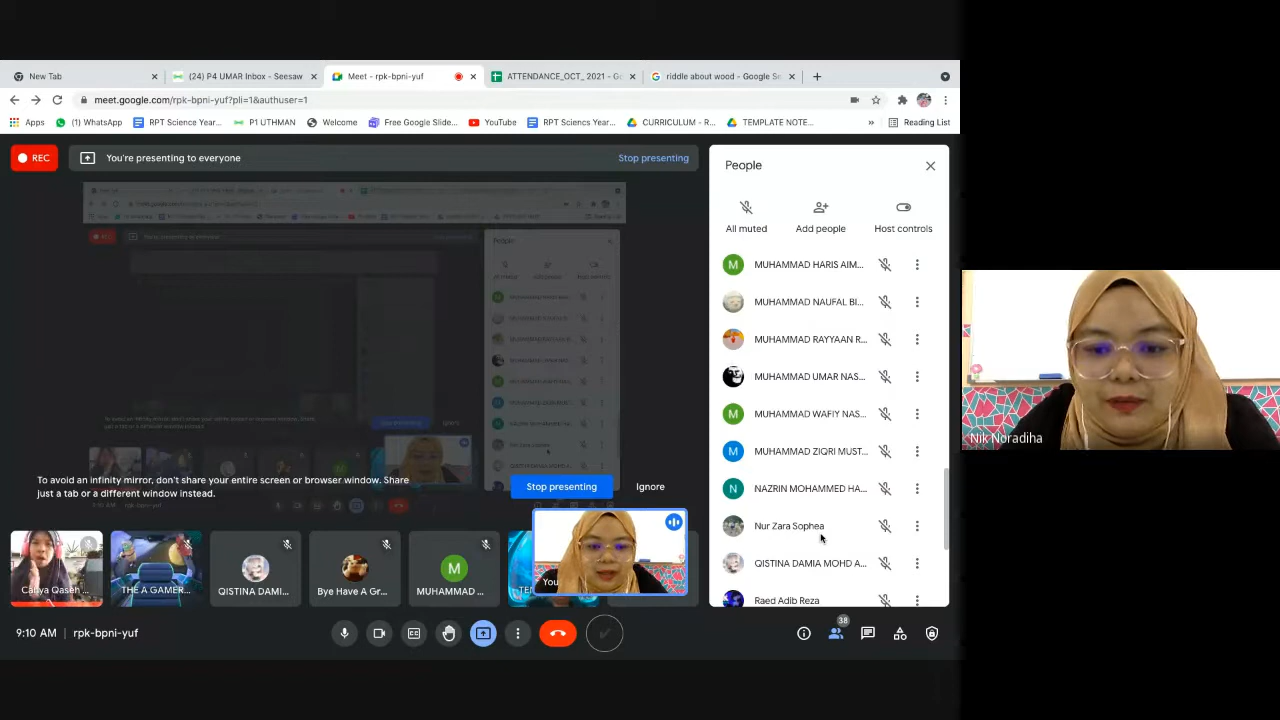 New Tab
(24) P4 UMAR Inbox - Seesaw
Meet - rpk-bpni-yuf
ATTENDANCE_OCT_ 2021 - Go
riddle about wood - Google Se
meet.google.com/rpk-bpni-yuf?pli=1&authuser=1
Apps
(1) WhatsApp
RPT Science Year...
P1 UTHMAN
Welcome
Free Google Slide...
YouTube
RPT Sciencs Year...
CURRICULUM - R...
TEMPLATE NOTE...
»
Reading List
REC
You're presenting to everyone
Stop presenting
People
All muted
Add people
Host controls
MUHAMMAD HARIS AIM...
MUHAMMAD NAUFAL BI...
MUHAMMAD RAYYAAN R...
MUHAMMAD UMAR NAS...
M MUHAMMAD WAFIY NAS...
M MUHAMMAD ZIQRI MUST...
N NAZRIN MOHAMMED HA...
Nur Zara Sophea
QISTINA DAMIA MOHD A...
Raed Adib Reza
To avoid an infinity mirror, don't share your entire screen or browser window. Share
just a tab or a different window instead.
Stop presenting
Ignore
Cahya Qaseh ...
THE A GAMER...
QISTINA DAMI...
Bye Have A Gr...
M
MUHAMMAD ...
You
9:10 AM | rpk-bpni-yuf
38
Nik Noradiha